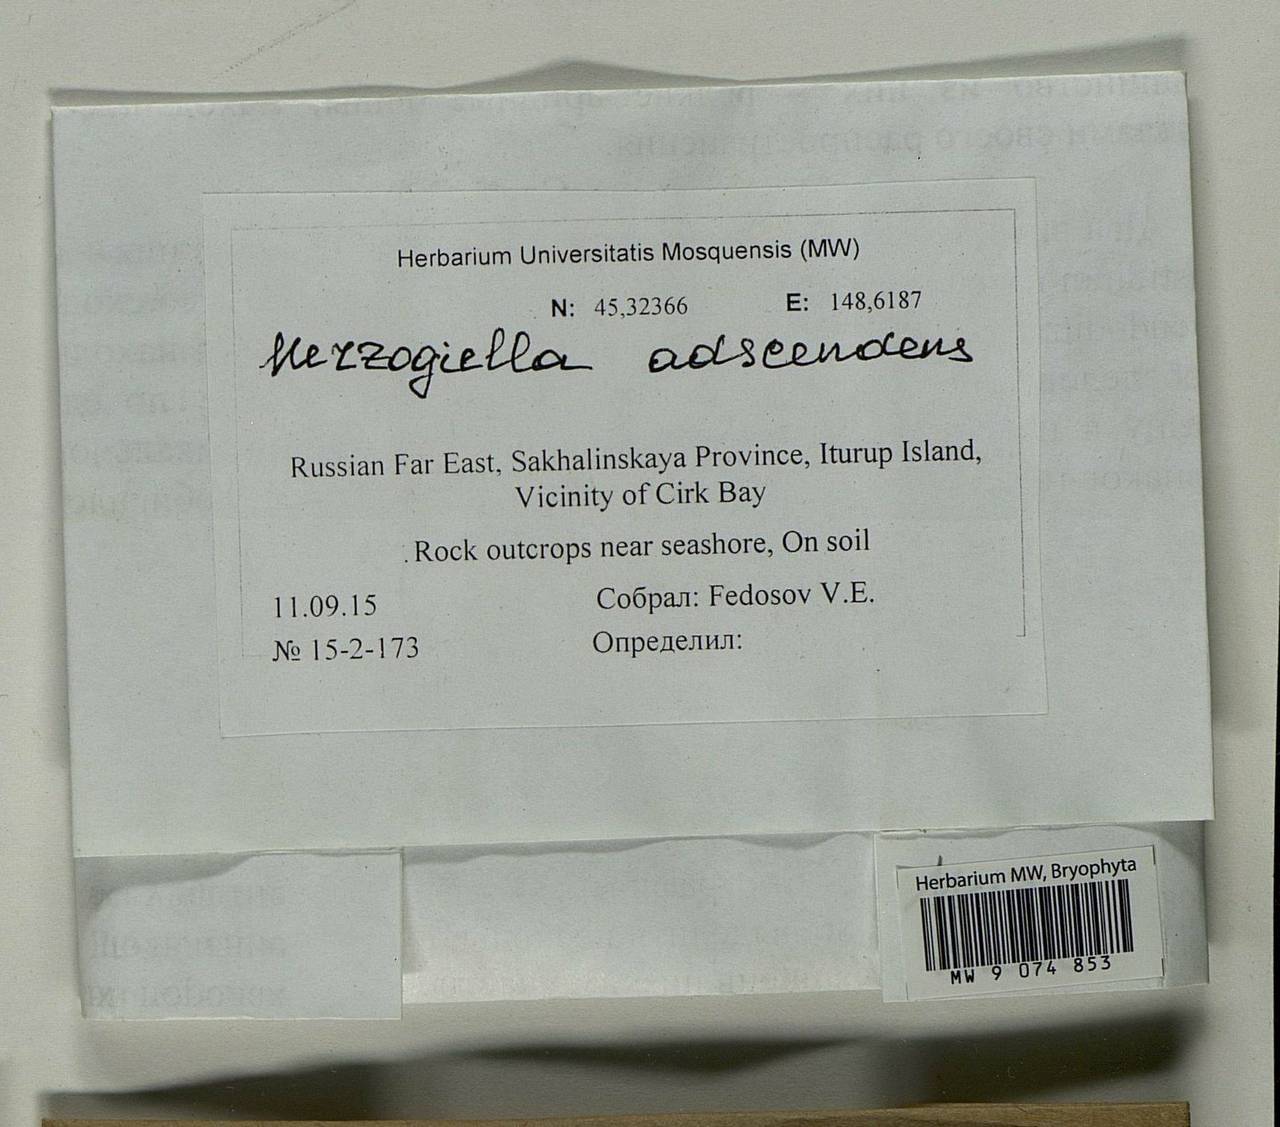 Herbarium Universitatis Mosquensis (MW)
N: 45,32366 E: 148,6187
Herzogiella adscendens
Russian Far East, Sakhalinskaya Province, Iturup Island,
Vicinity of Cirk Bay
Rock outcrops near seashore, On soil
11.09.15 Собрал: Fedosov V.E.
№ 15-2-173 Определил:
Herbarium MW, Bryophyta
MW 9 074 853